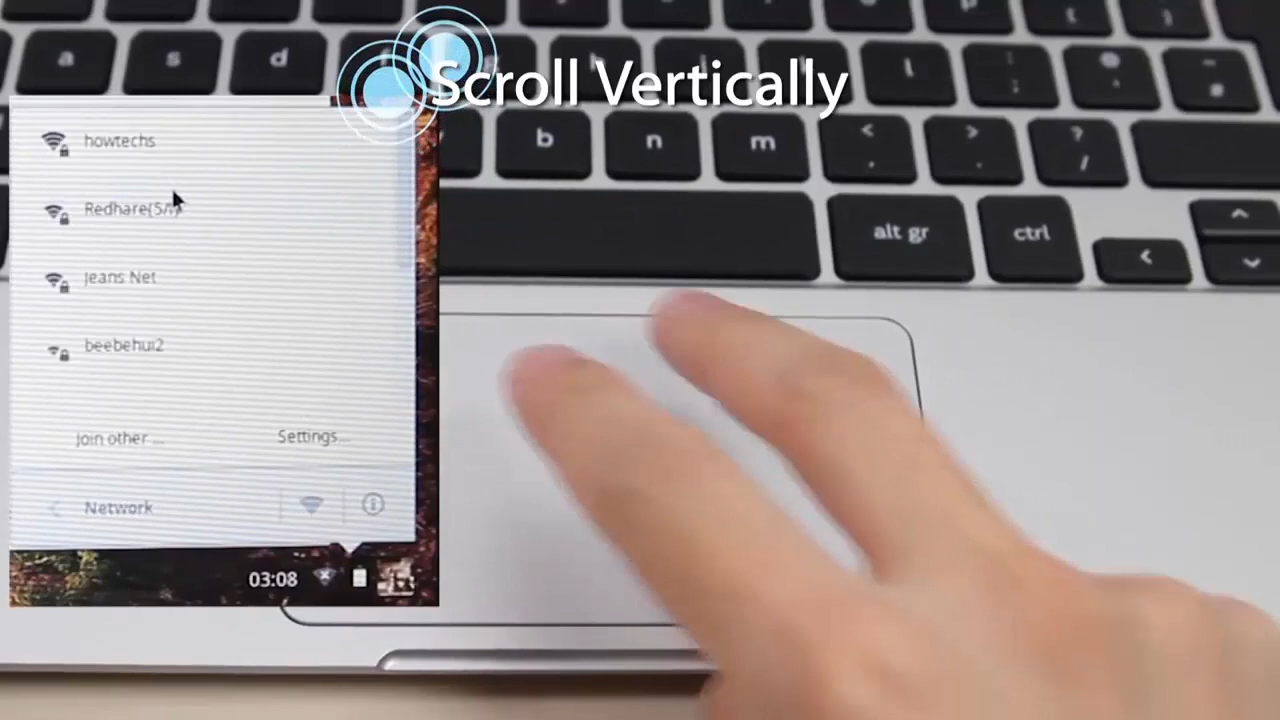 Scroll Vertically
a
s
d
l
:
;
b
n
m
<
,
>
.
?
/
alt gr
ctrl
<
howtechs
Redhare(5/
Jeans Net
beebehui2
Join other ...
Settings...
Network
03:08